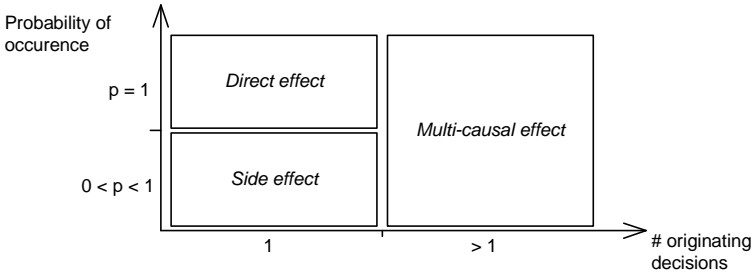 Probability of
occurence
p = 1
Direct effect
Multi-causal effect
0 < p < 1
Side effect
1
> 1
# originating
decisions